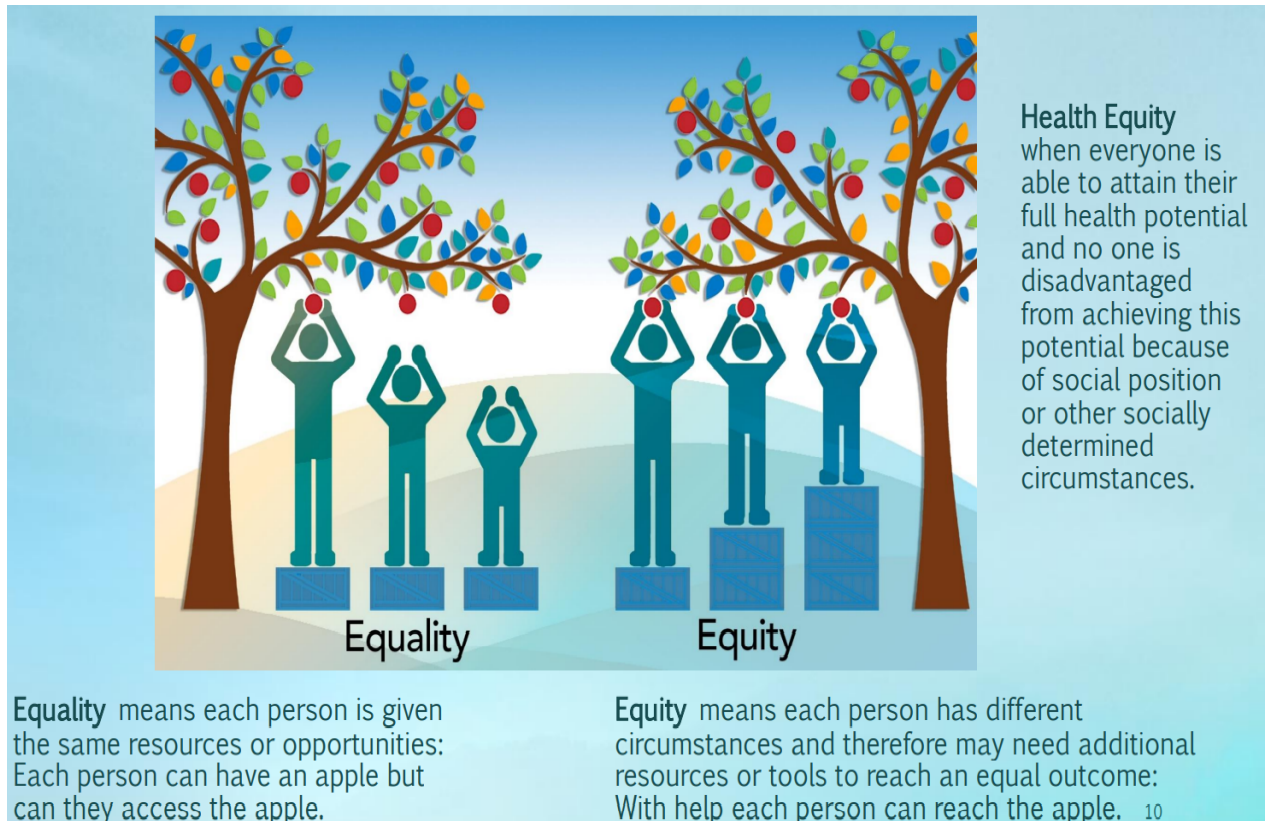 Health Equity
when everyone is
able to attain their
full health potential
and no one is
disadvantaged
from achieving this
potential because
of social position
or other socially
determined
circumstances.
Equality
Equity
Equality means each person is given
the same resources or opportunities:
Each person can have an apple but
can they access the apple.
Equity means each person has different
circumstances and therefore may need additional
resources or tools to reach an equal outcome:
With help each person can reach the apple. 10